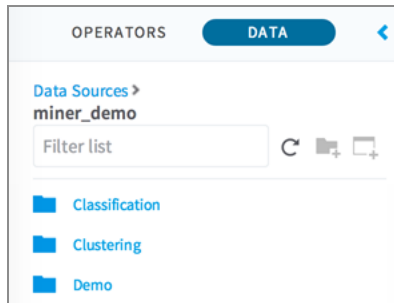 OPERATORS DATA
Data Sources >
miner_demo
Filter list
Classification
Clustering
Demo